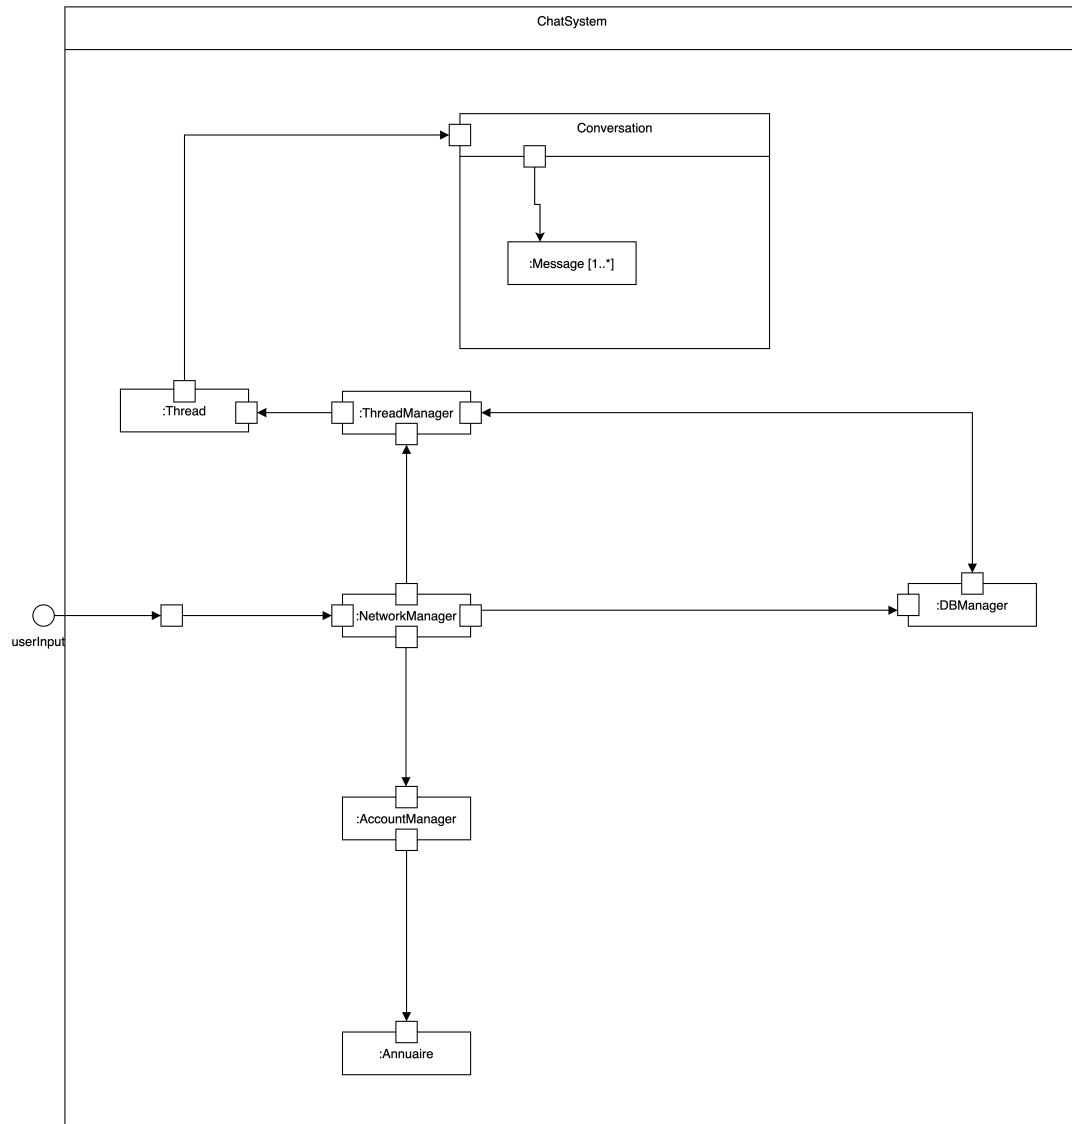 ChatSystem
Conversation
:Message [1..*]
:Thread
:ThreadManager
userInput
:NetworkManager
:DBManager
:AccountManager
:Annuaire